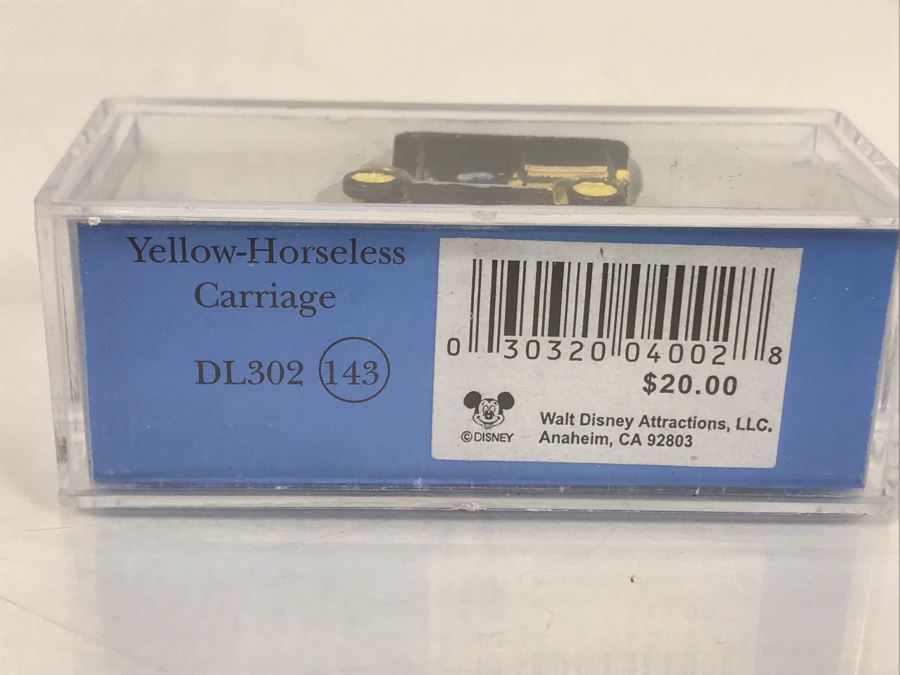 Yellow-Horseless
Carriage
DL302 143
0 30320 04002 8
$20.00
© DISNEY
Walt Disney Attractions, LLC.
Anaheim, CA 92803